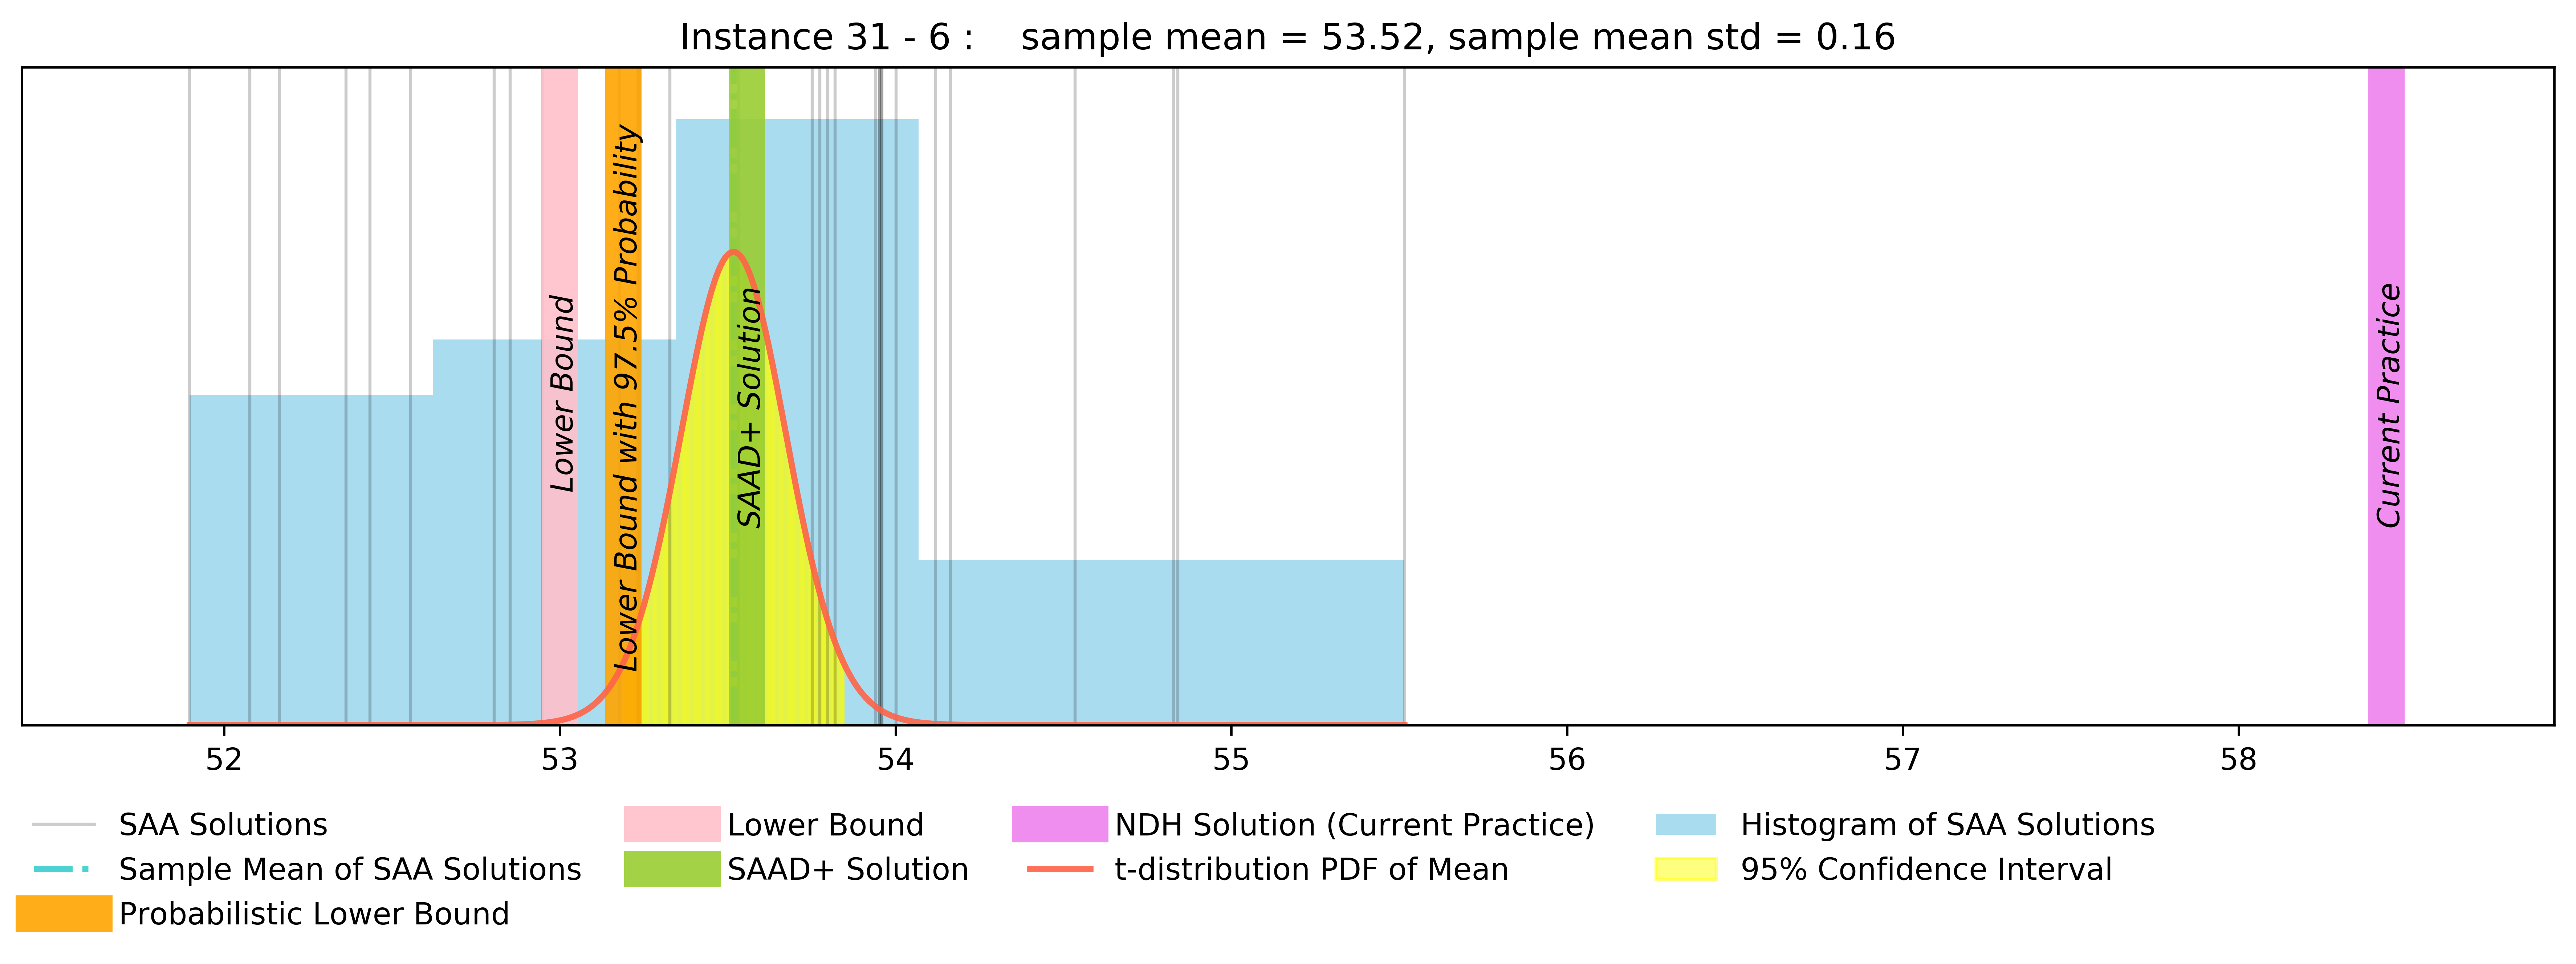 Instance 31 - 6 :    sample mean = 53.52, sample mean std = 0.16
Lower Bound
Lower Bound with 97.5% Probability
SAAD+ Solution
Current Practice
52 53 54 55 56 57 58
SAA Solutions
Sample Mean of SAA Solutions
Probabilistic Lower Bound
Lower Bound
SAAD+ Solution
NDH Solution (Current Practice)
t-distribution PDF of Mean
Histogram of SAA Solutions
95% Confidence Interval